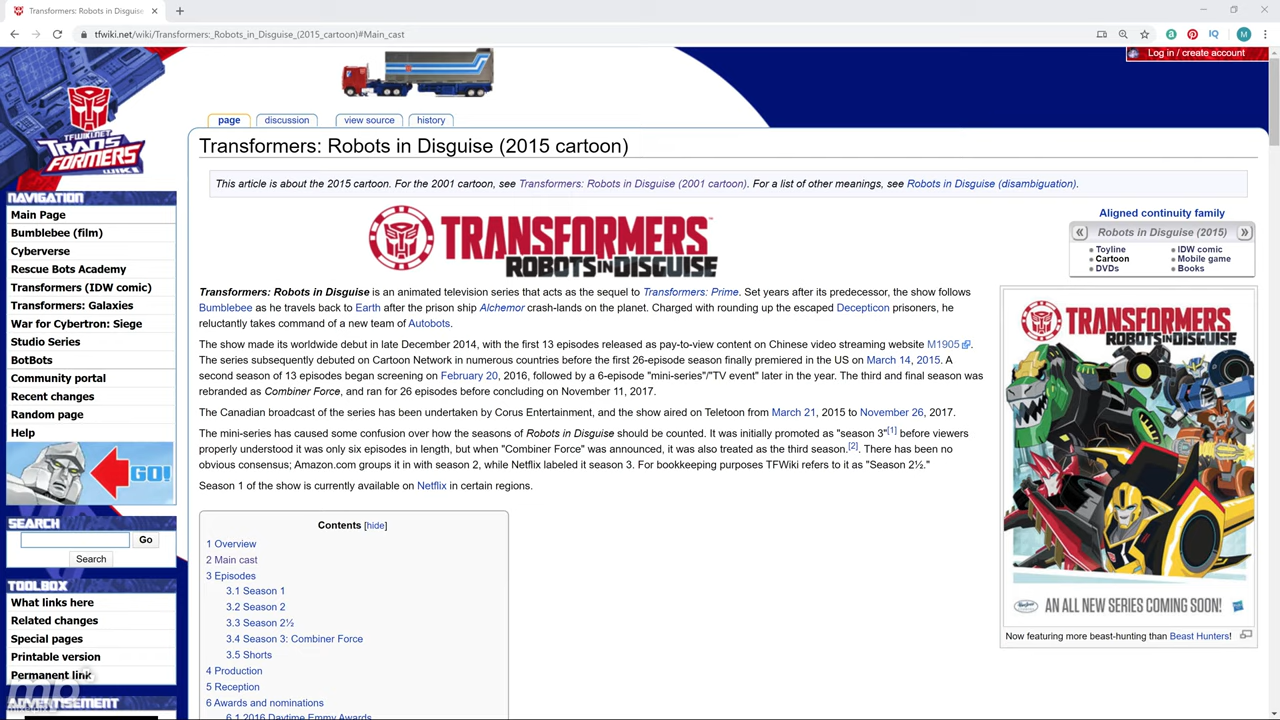 Transformers: Robots in Disguise
tfwiki.net/wiki/Transformers:_Robots_in_Disguise_(2015_cartoon)#Main_cast
M
Log in / create account
TFWIKI.NET
TRANSFORMERS
WIKI
page
discussion
view source
history
Transformers: Robots in Disguise (2015 cartoon)
This article is about the 2015 cartoon. For the 2001 cartoon, see Transformers: Robots in Disguise (2001 cartoon). For a list of other meanings, see Robots in Disguise (disambiguation).
NAVIGATION
Main Page
Bumblebee (film)
Cyberverse
Rescue Bots Academy
Transformers (IDW comic)
Transformers: Galaxies
War for Cybertron: Siege
Studio Series
BotBots
Community portal
Recent changes
Random page
Help
GO!
SEARCH
Go
Search
TOOLBOX
What links here
Related changes
Special pages
Printable version
Permanent link
ADVERTISEMENT
TRANSFORMERS
ROBOTS IN DISGUISE
Aligned continuity family
« Robots in Disguise (2015) »
Toyline
IDW comic
Cartoon
Mobile game
DVDs
Books
Transformers: Robots in Disguise is an animated television series that acts as the sequel to Transformers: Prime. Set years after its predecessor, the show follows
Bumblebee as he travels back to Earth after the prison ship Alchemor crash-lands on the planet. Charged with rounding up the escaped Decepticon prisoners, he
reluctantly takes command of a new team of Autobots.
The show made its worldwide debut in late December 2014, with the first 13 episodes released as pay-to-view content on Chinese video streaming website M1905.
The series subsequently debuted on Cartoon Network in numerous countries before the first 26-episode season finally premiered in the US on March 14, 2015. A
second season of 13 episodes began screening on February 20, 2016, followed by a 6-episode "mini-series"/"TV event" later in the year. The third and final season was
rebranded as Combiner Force, and ran for 26 episodes before concluding on November 11, 2017.
The Canadian broadcast of the series has been undertaken by Corus Entertainment, and the show aired on Teletoon from March 21, 2015 to November 26, 2017.
The mini-series has caused some confusion over how the seasons of Robots in Disguise should be counted. It was initially promoted as "season 3"[1] before viewers
properly understood it was only six episodes in length, but when "Combiner Force" was announced, it was also treated as the third season.[2]. There has been no
obvious consensus; Amazon.com groups it in with season 2, while Netflix labeled it season 3. For bookkeeping purposes TFWiki refers to it as "Season 2½."
Season 1 of the show is currently available on Netflix in certain regions.
Contents [hide]
1 Overview
2 Main cast
3 Episodes
3.1 Season 1
3.2 Season 2
3.3 Season 2½
3.4 Season 3: Combiner Force
3.5 Shorts
4 Production
5 Reception
6 Awards and nominations
6.1 2016 Daytime Emmy Awards
TRANSFORMERS
ROBOTS IN DISGUISE
AN ALL NEW SERIES COMING SOON!
Now featuring more beast-hunting than Beast Hunters!